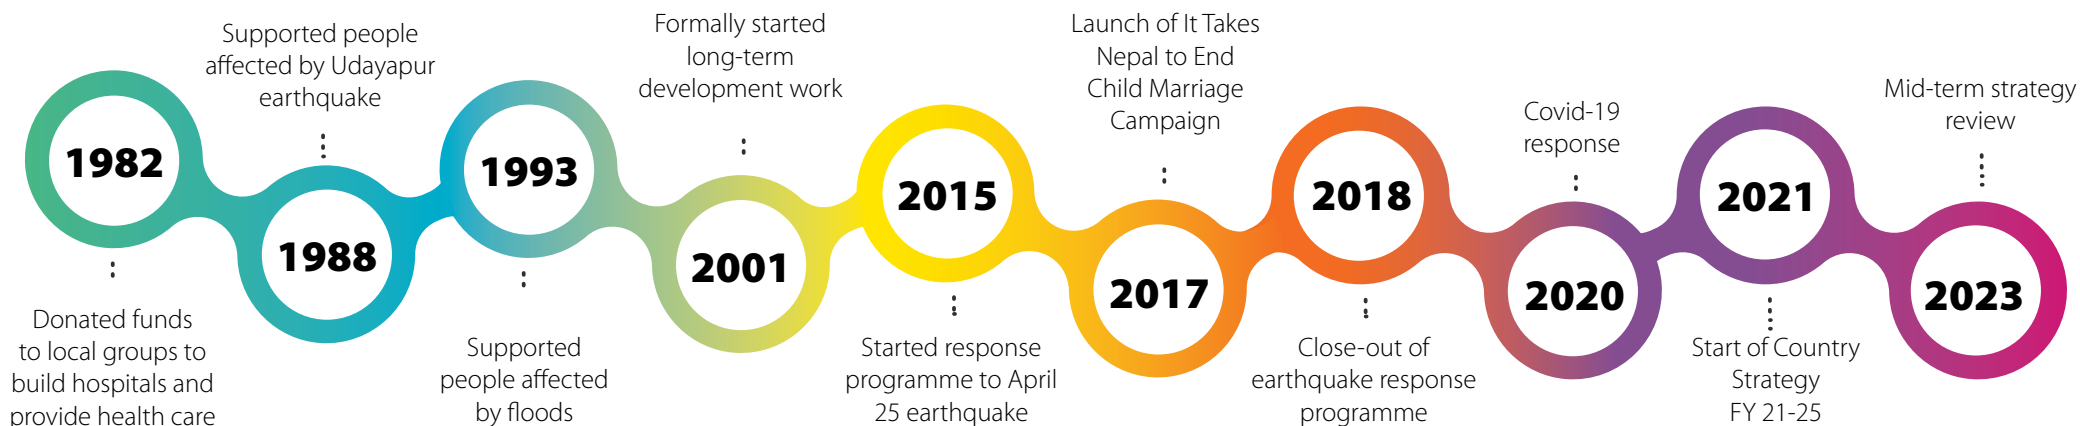 1982
Donated funds
to local groups to
build hospitals and
provide health care
Supported people
affected by Udayapur
earthquake
1988
1993
Supported
people affected
by floods
Formally started
long-term
development work
2001
2015
Started response
programme to April
25 earthquake
Launch of It Takes
Nepal to End
Child Marriage
Campaign
2017
2018
Close-out of
earthquake response
programme
Covid-19
response
2020
2021
Start of Country
Strategy
FY 21-25
Mid-term strategy
review
2023